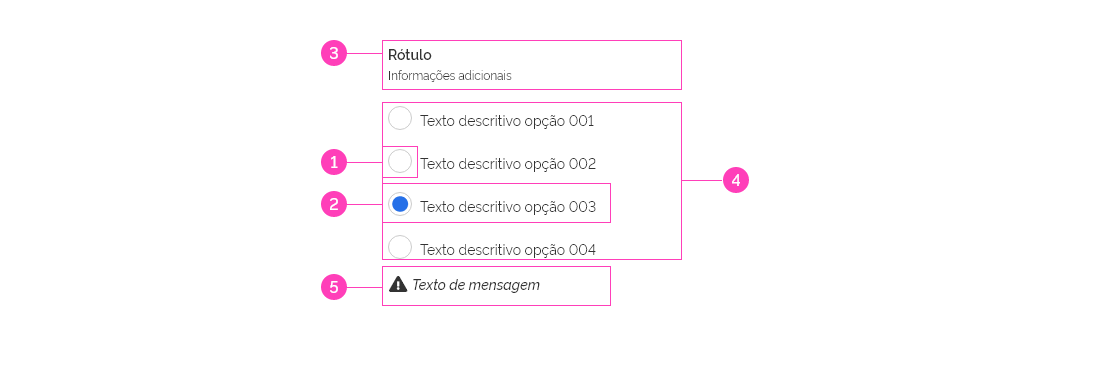 3
Rótulo
Informações adicionais
Texto descritivo opção 001
1
Texto descritivo opção 002
4
2
Texto descritivo opção 003
Texto descritivo opção 004
5
Texto de mensagem